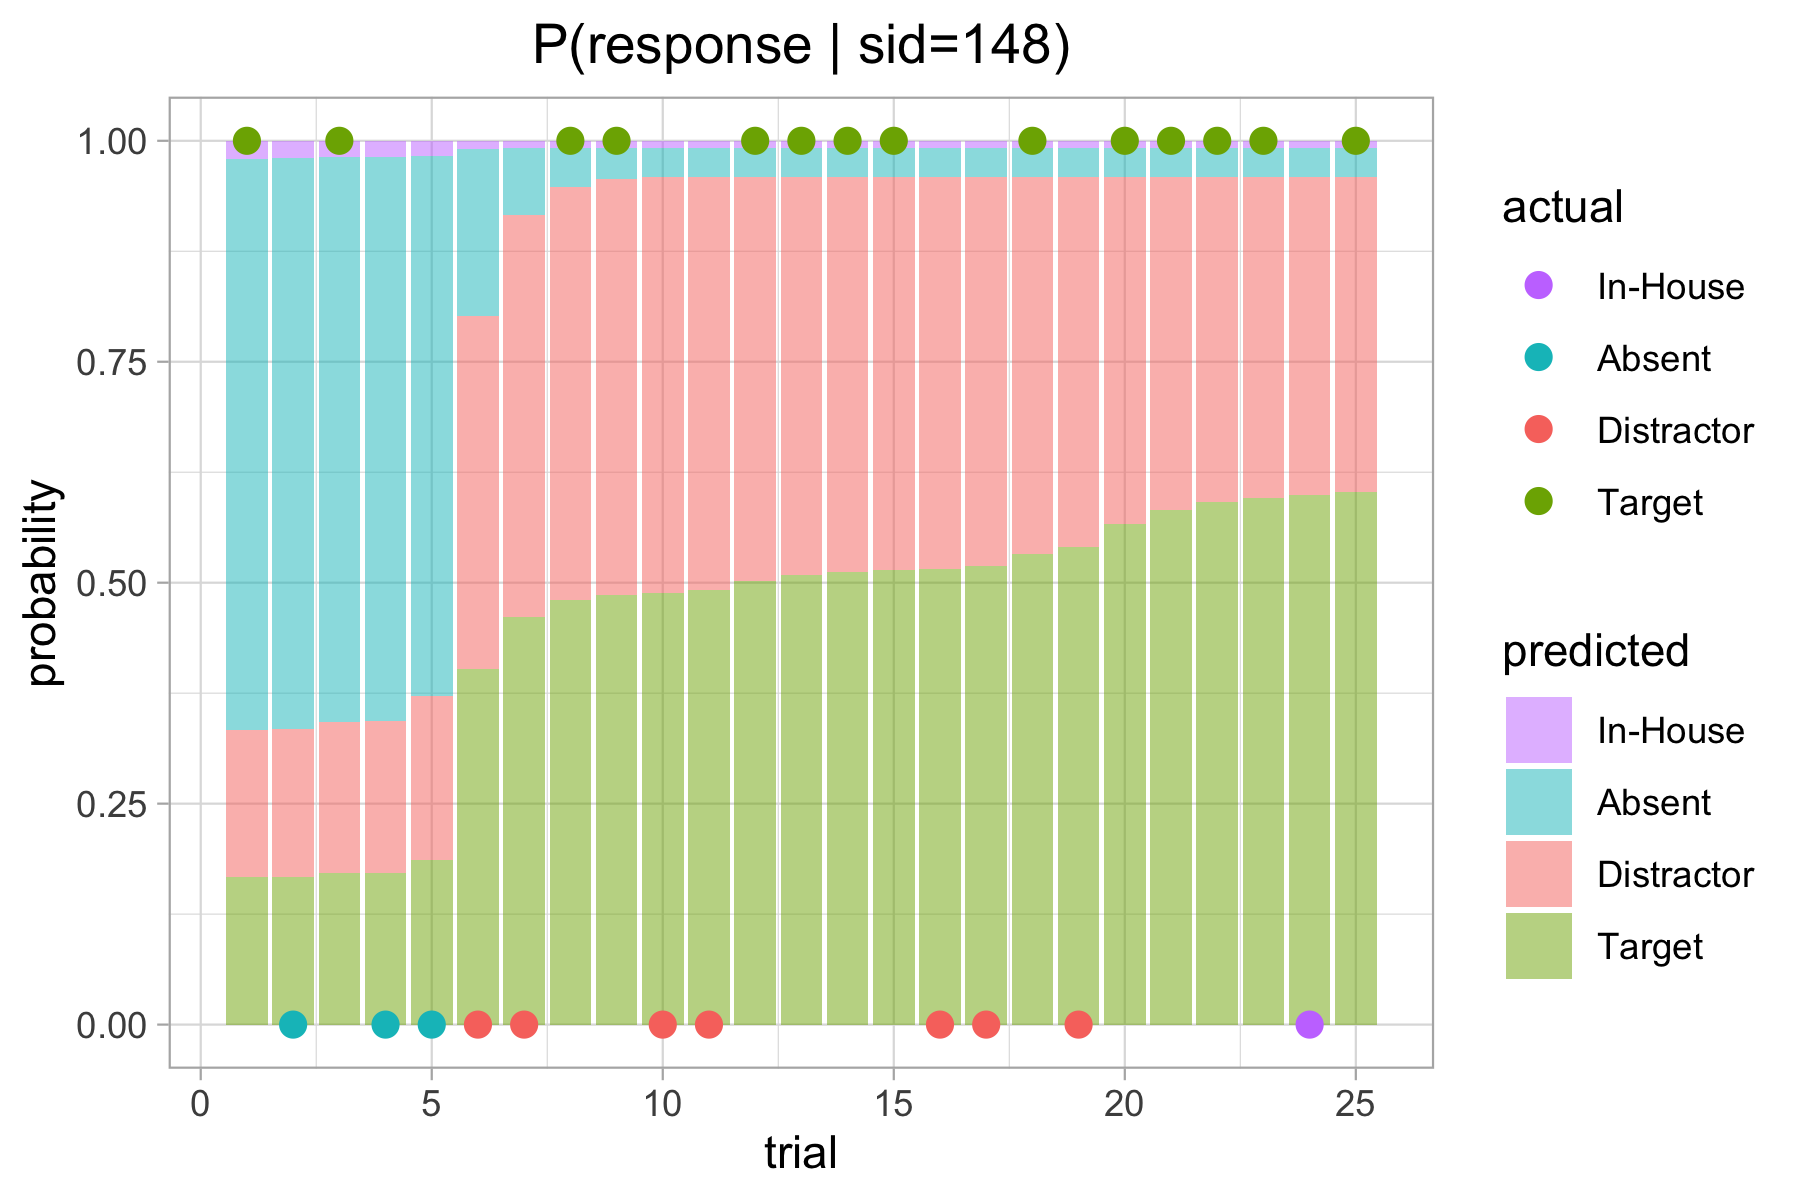 P(response | sid=148)
1.00
0.75
0.50
0.25
0.00
probability
0 5 10 15 20 25
trial
actual
In-House
Absent
Distractor
Target
predicted
In-House
Absent
Distractor
Target